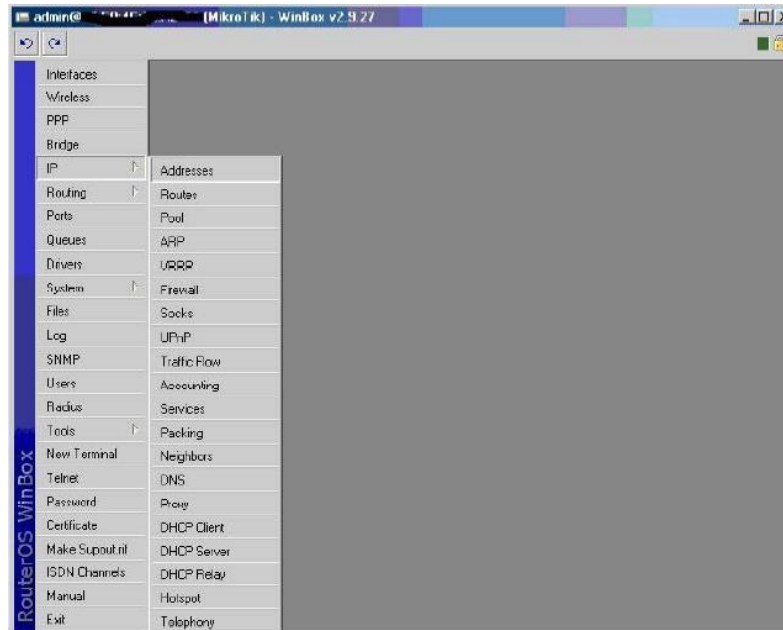 admin@ (MikroTik) - WinBox v2.9.27
Interfaces
Wireless
PPP
Bridge
IP
Routing
Ports
Queues
Drivers
System
Files
Log
SNMP
Users
Radius
Tools
New Terminal
Telnet
Password
Certificate
Make Supout.rif
ISDN Channels
Manual
Exit
Addresses
Routes
Pool
ARP
VRRP
Firewall
Socks
UPnP
Traffic Flow
Accounting
Services
Packing
Neighbors
DNS
Proxy
DHCP Client
DHCP Server
DHCP Relay
Hotspot
Telephony
RouterOS WinBox